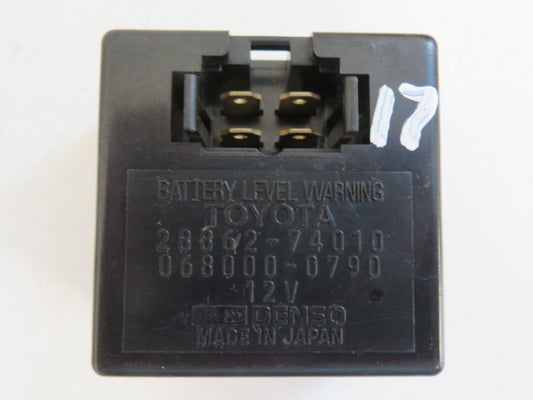 17
BATTERY LEVEL WARNING
TOYOTA
28862-74010
068000-0790
12V
DENSO
MADE IN JAPAN